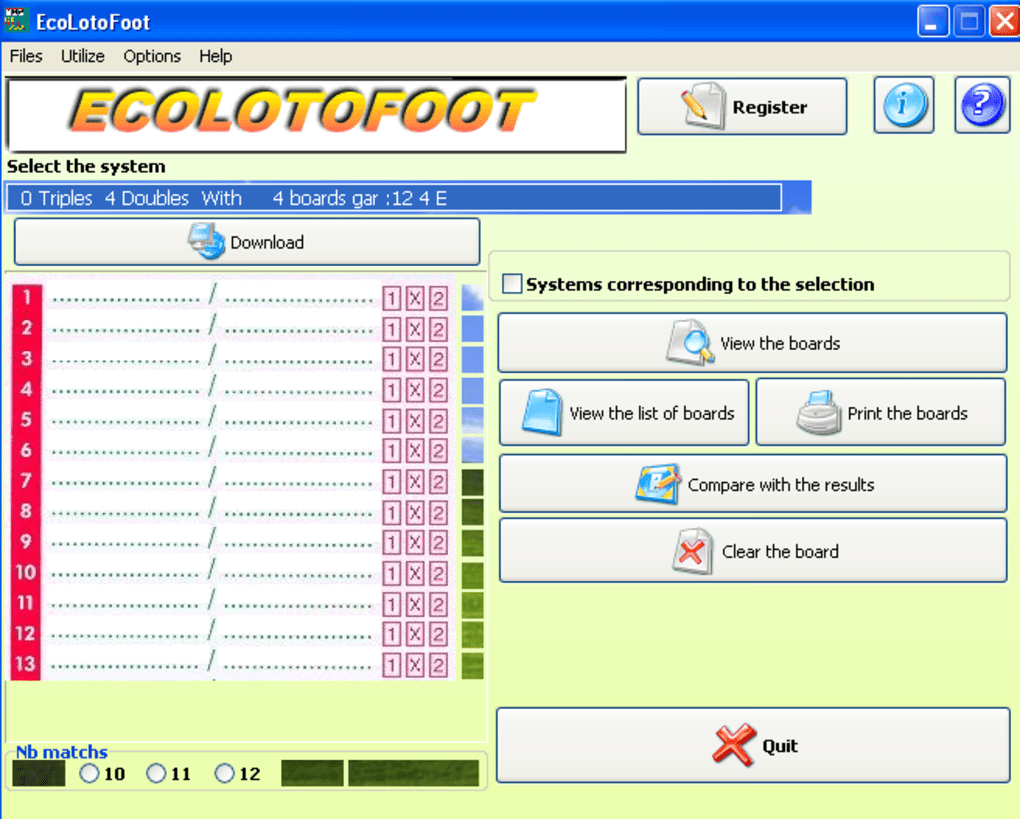 EcoLotoFoot
Files Utilize Options Help
ECOLOTOFOOT
Register
Select the system
0 Triples 4 Doubles With 4 boards gar :12 4 E
Download
Systems corresponding to the selection
1 ............... / ............... 1 X 2
2 ............... / ............... 1 X 2
3 ............... / ............... 1 X 2
4 ............... / ............... 1 X 2
5 ............... / ............... 1 X 2
6 ............... / ............... 1 X 2
7 ............... / ............... 1 X 2
8 ............... / ............... 1 X 2
9 ............... / ............... 1 X 2
10 ............... / ............... 1 X 2
11 ............... / ............... 1 X 2
12 ............... / ............... 1 X 2
13 ............... / ............... 1 X 2
View the boards
View the list of boards
Print the boards
Compare with the results
Clear the board
Nb matchs
10 11 12
Quit